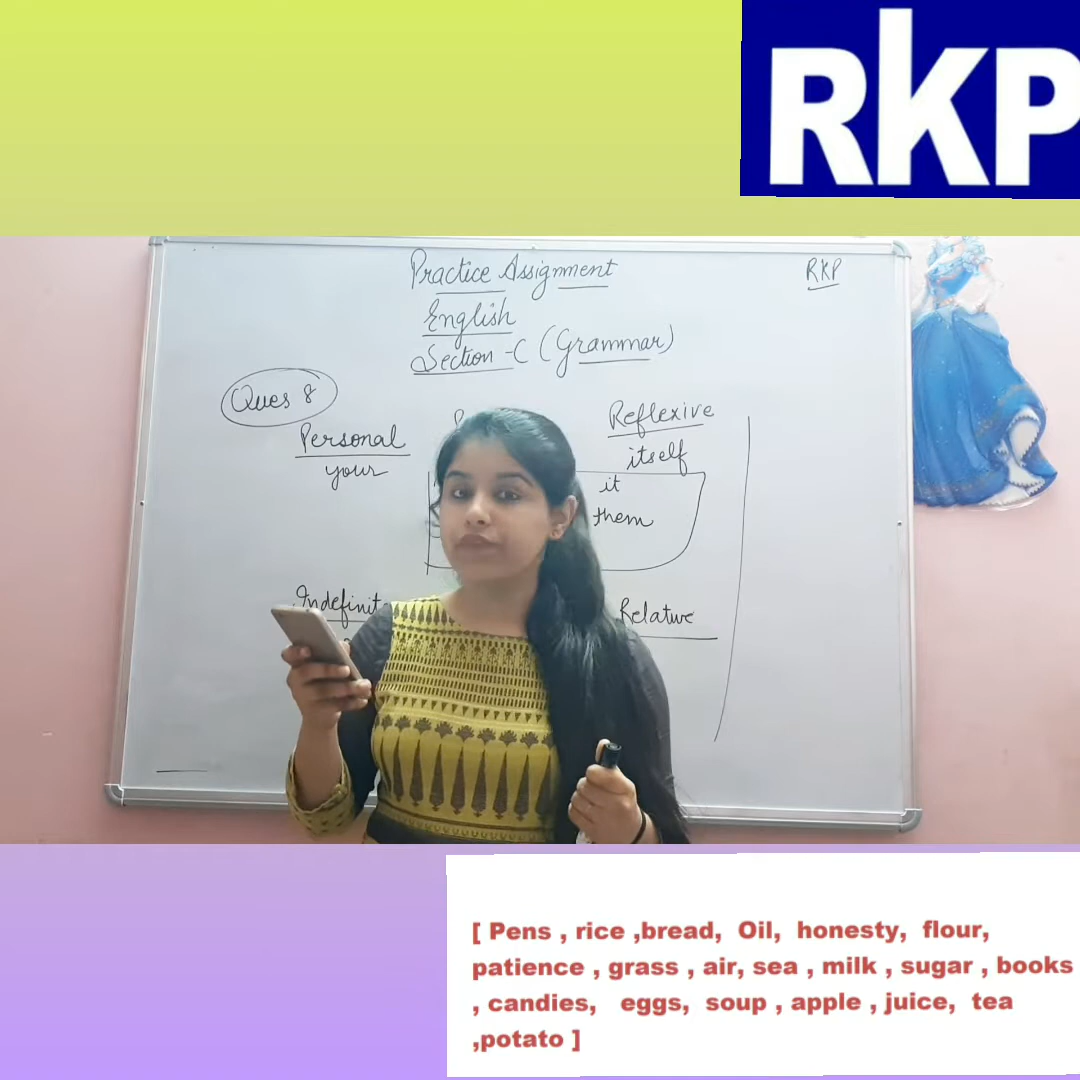 RKP
Practice Assignment
RKP
English
Section -C (Grammar)
Ques 8
Personal
Reflexive
your
itself
it
them
Relative
[ Pens , rice ,bread, Oil, honesty, flour,
patience , grass , air, sea , milk , sugar , books
, candies, eggs, soup , apple , juice, tea
,potato ]